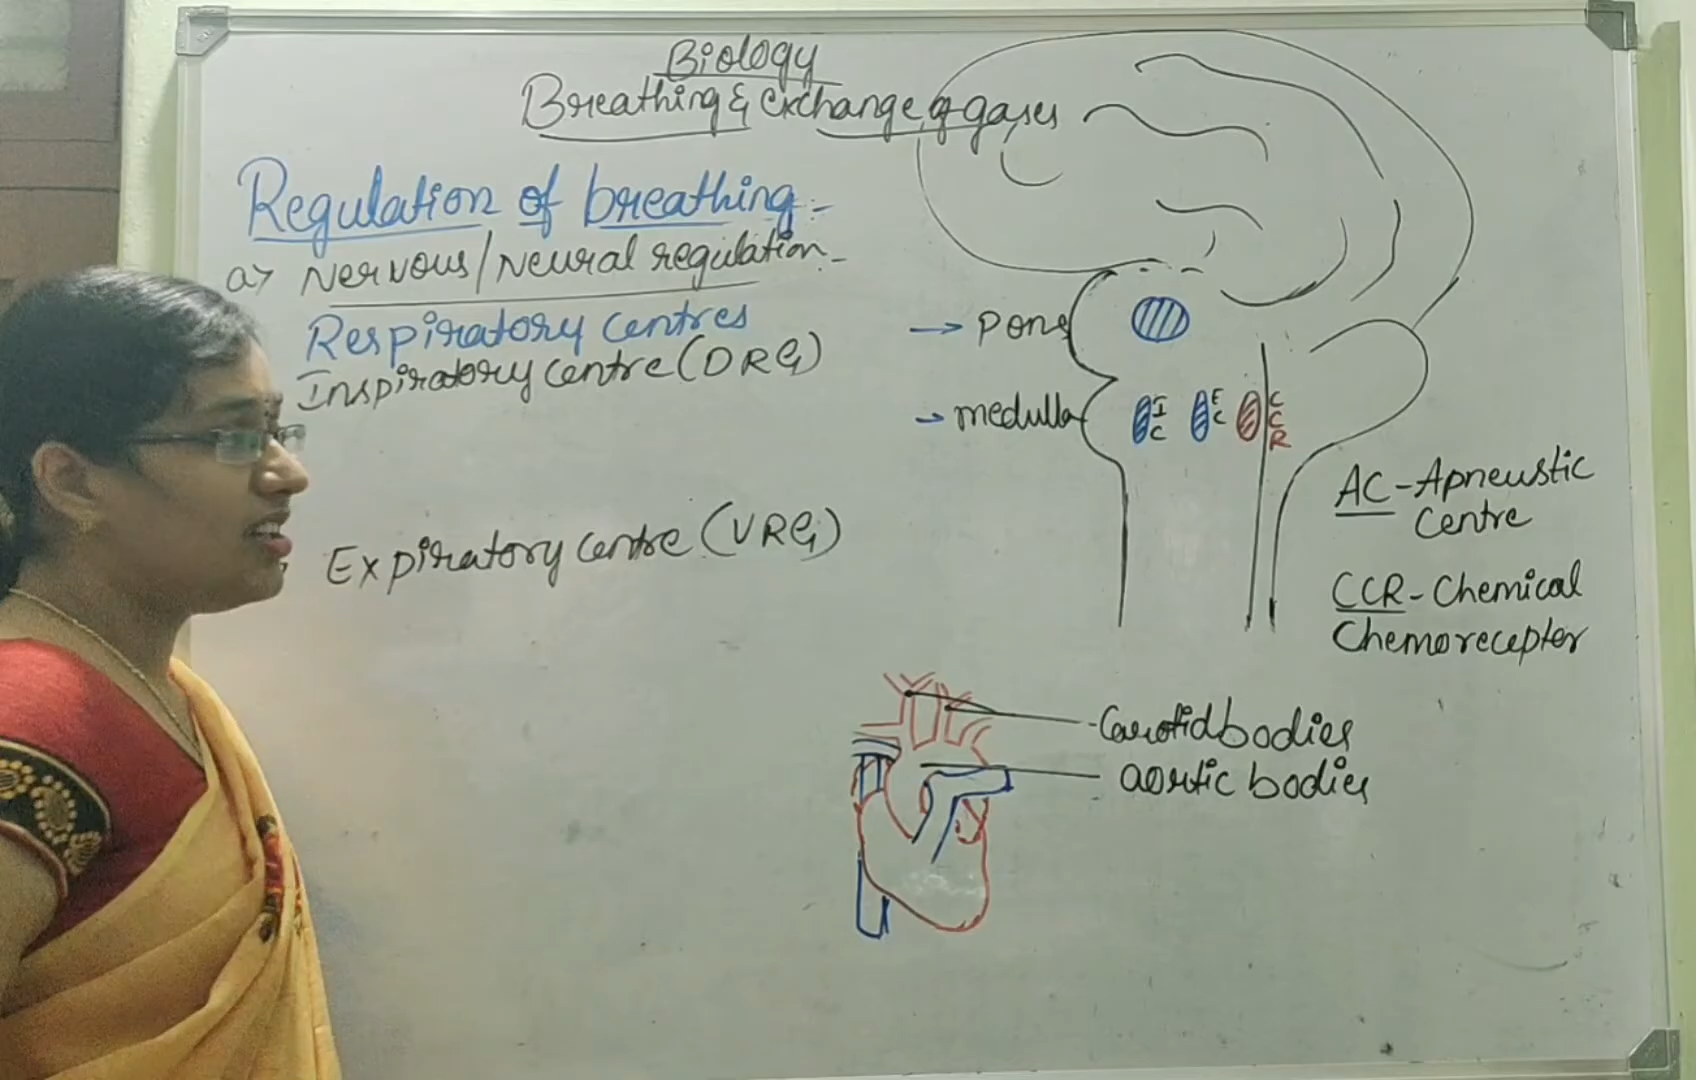 Biology
Breathing & exchange of gases
Regulation of breathing:-
a> Nervous/Neural regulation-
Respiratory centres
Inspiratory centre (DRG)
Expiratory centre (VRG)
→ Pons
→ medulla
IC
EC
CCR
AC - Apneustic
Centre
CCR - Chemical
Chemoreceptor
- Carotid bodies
aortic bodies